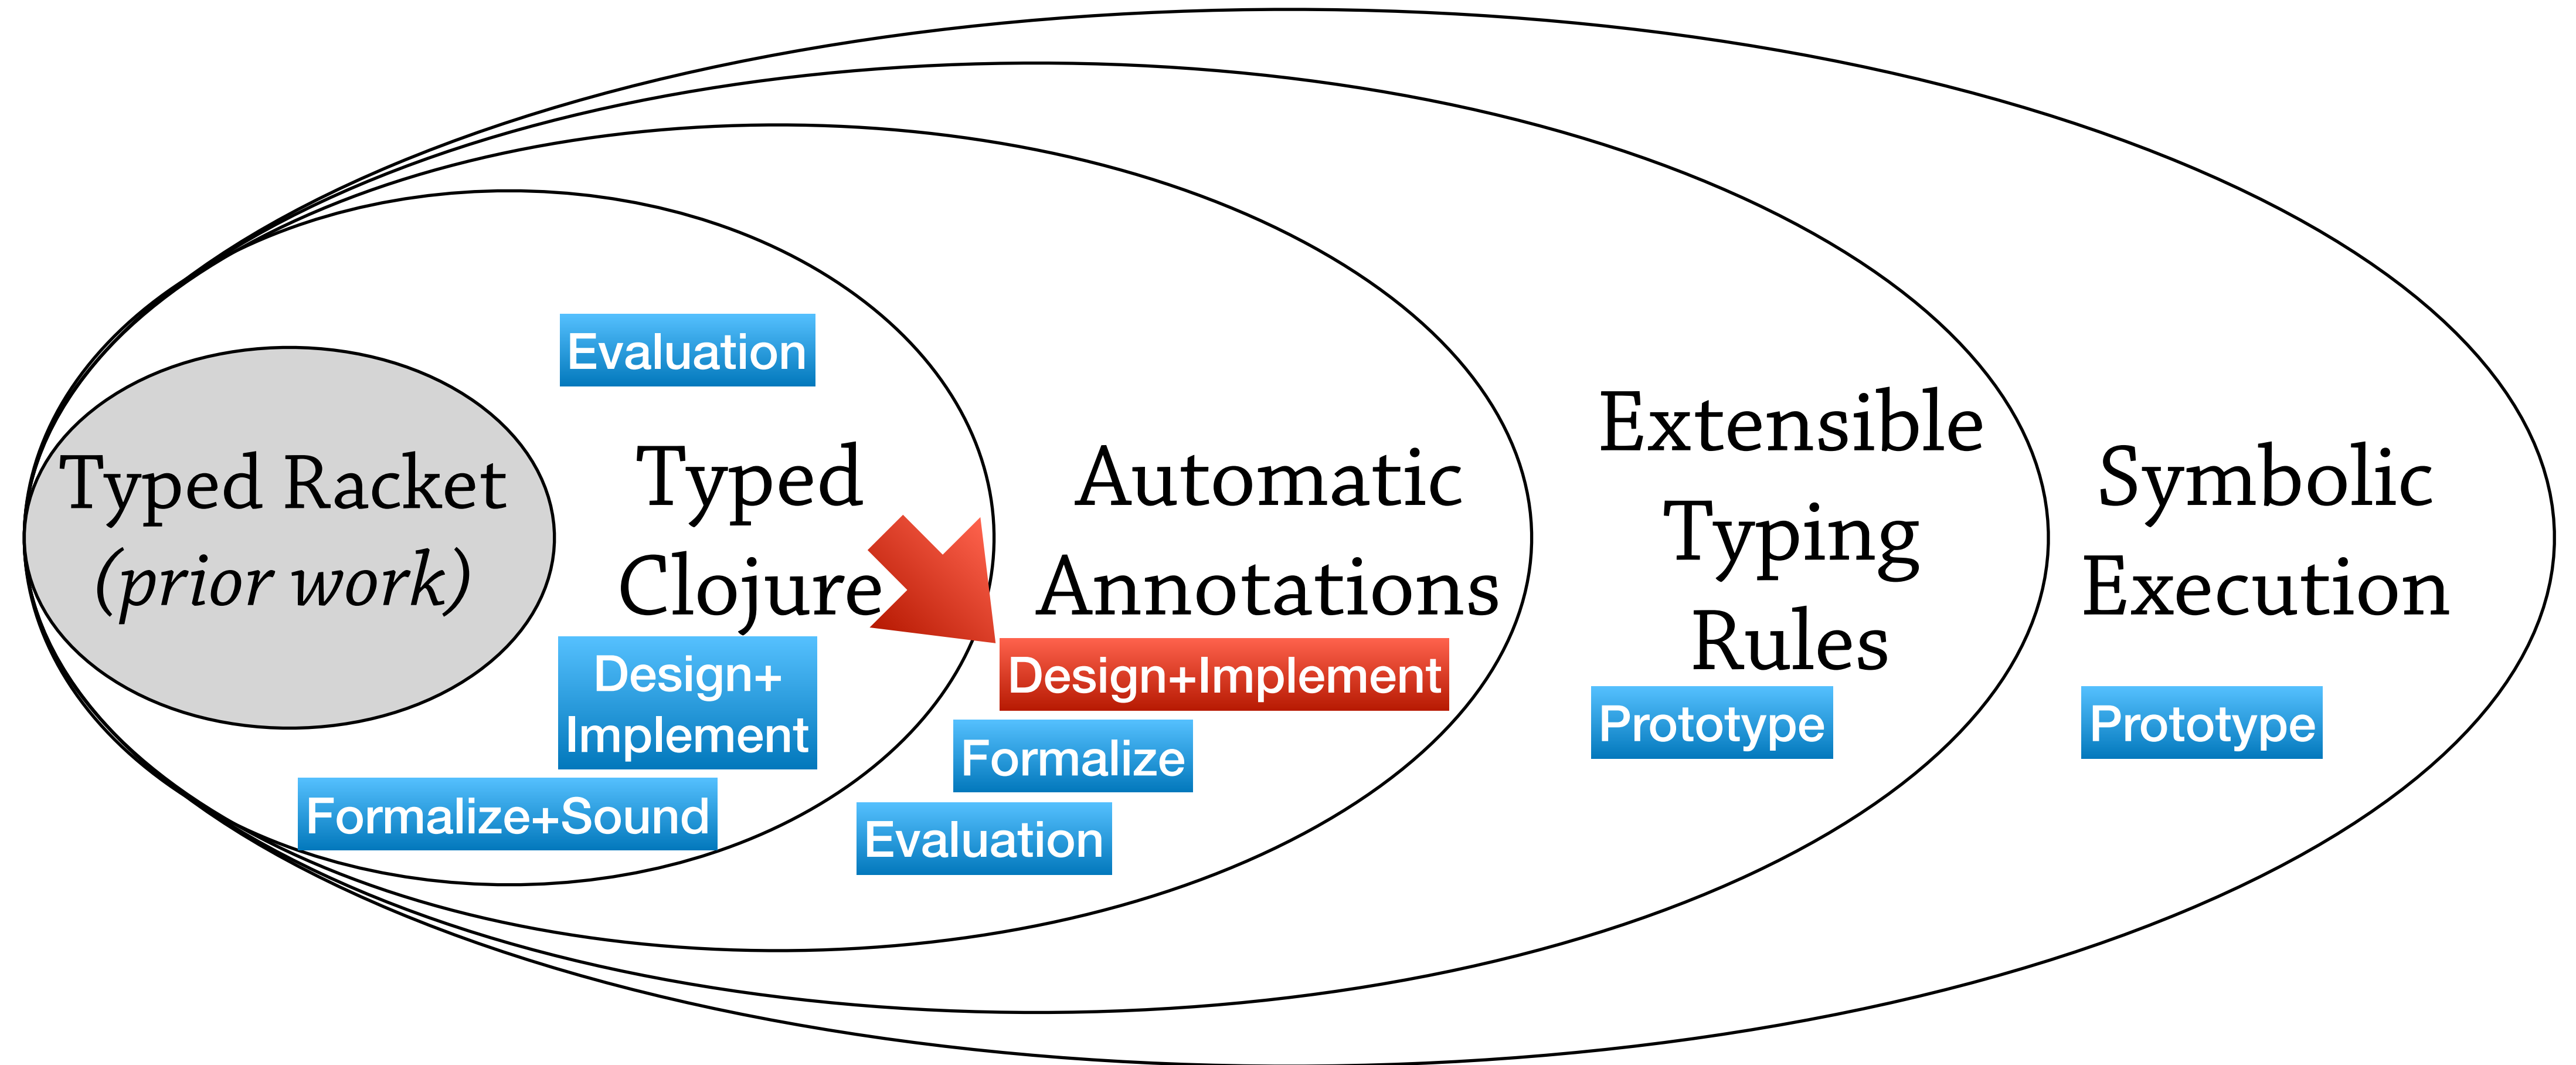 Typed Racket
(prior work)
Evaluation
Typed
Clojure
Design+
Implement
Formalize+Sound
Automatic
Annotations
Design+Implement
Formalize
Evaluation
Extensible
Typing
Rules
Prototype
Symbolic
Execution
Prototype